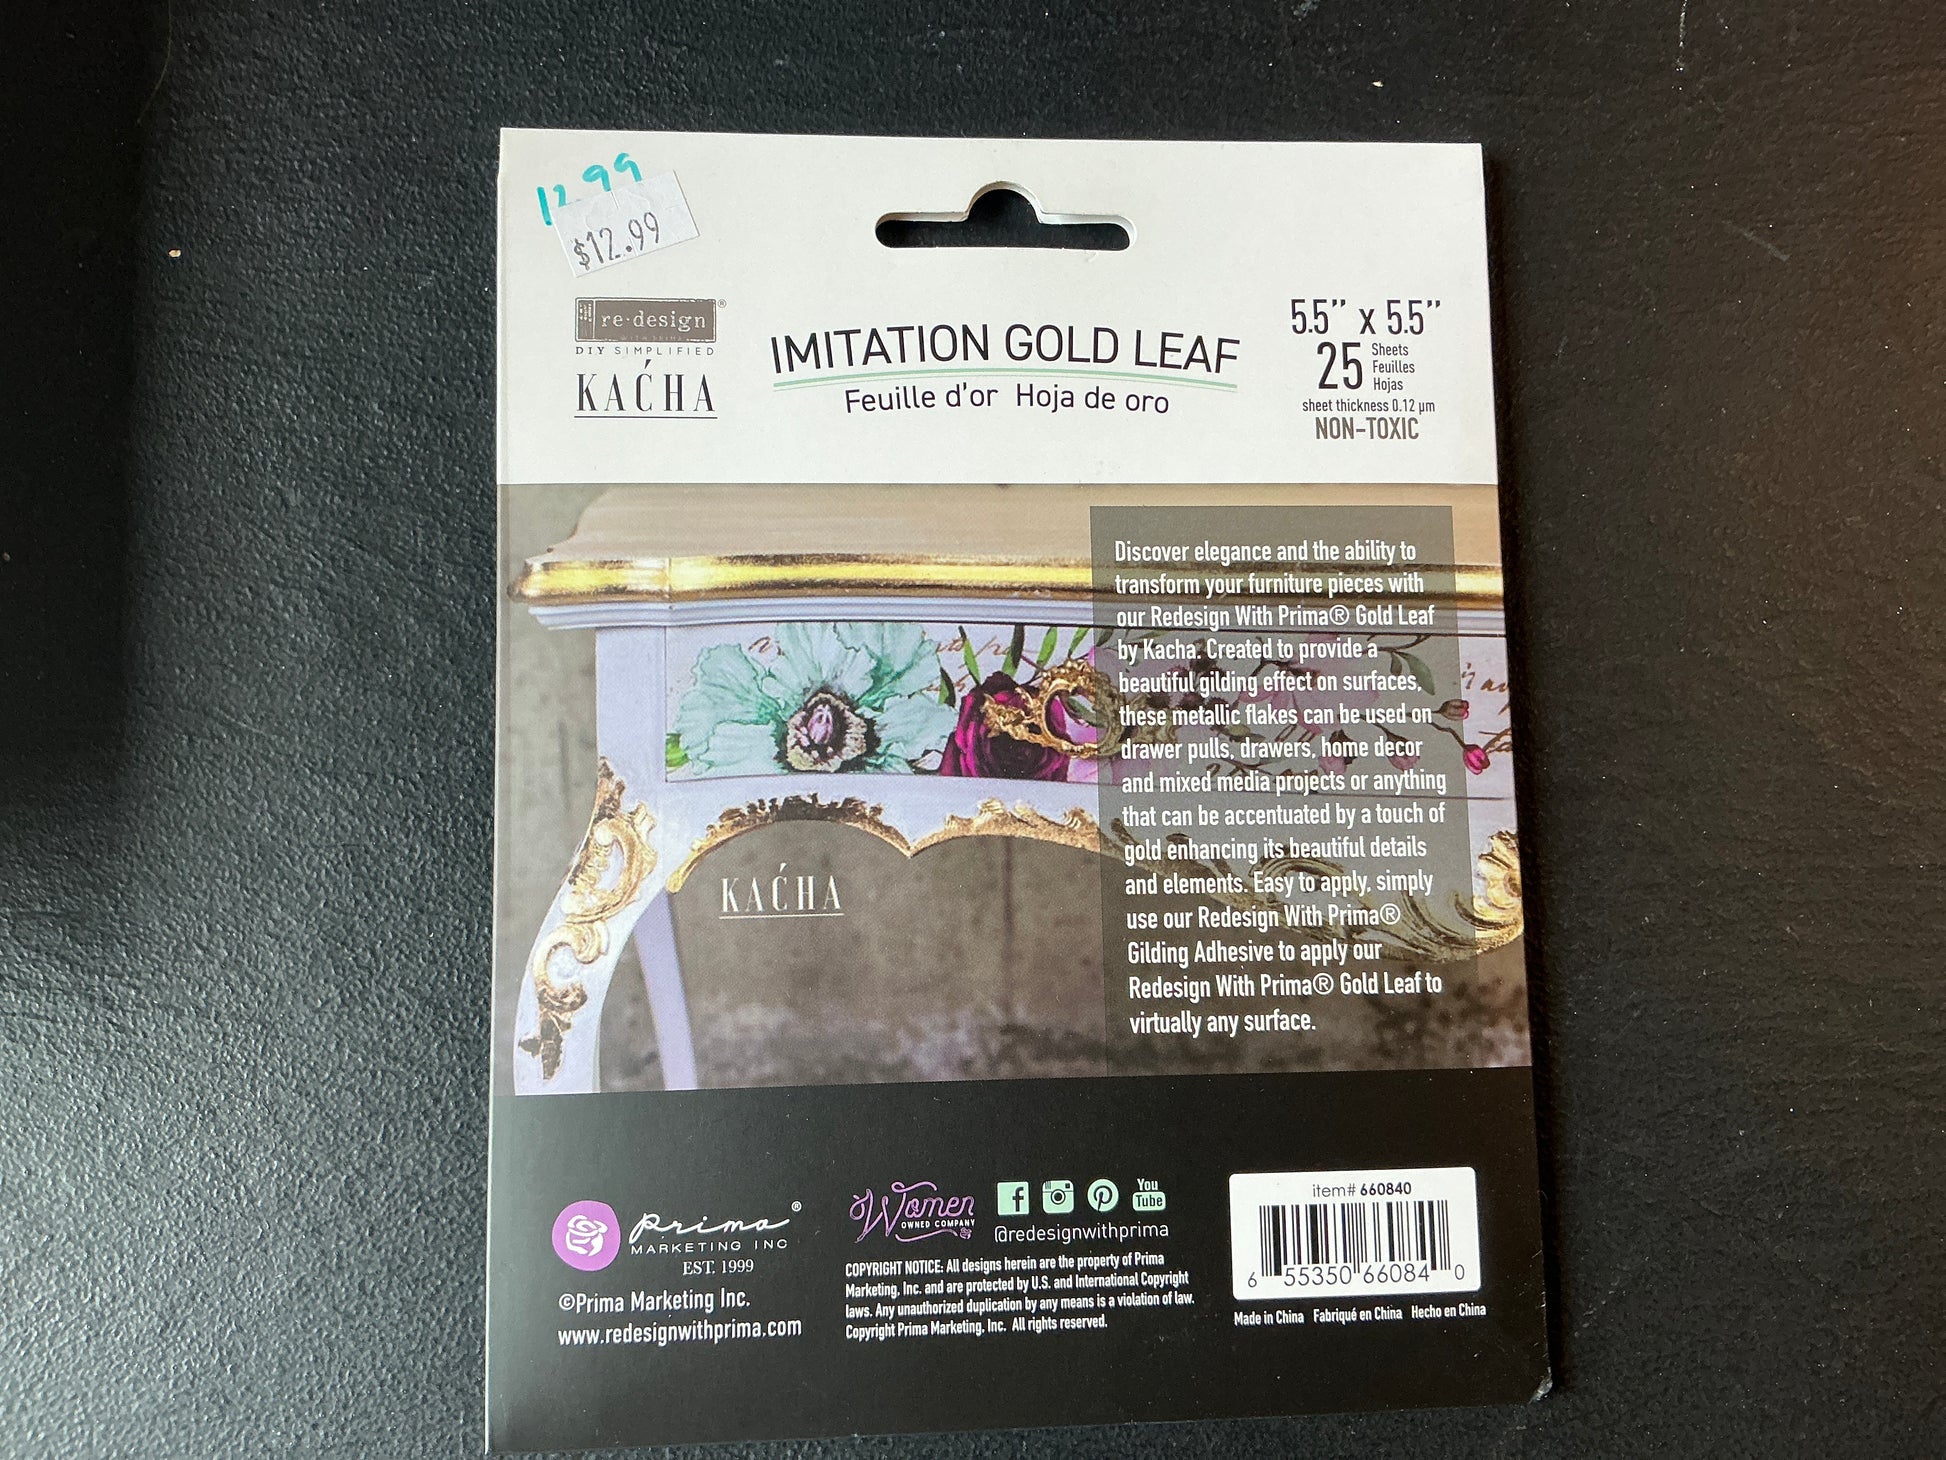 12.99
$12.99
re·design®
DIY SIMPLIFIED
KAĆHA
IMITATION GOLD LEAF
Feuille d'or Hoja de oro
5.5” x 5.5”
25 Sheets
Feuilles
Hojas
sheet thickness 0.12 µm
NON-TOXIC
Discover elegance and the ability to
transform your furniture pieces with
our Redesign With Prima® Gold Leaf
by Kacha. Created to provide a
beautiful gilding effect on surfaces,
these metallic flakes can be used on
drawer pulls, drawers, home decor
and mixed media projects or anything
that can be accentuated by a touch of
gold enhancing its beautiful details
and elements. Easy to apply, simply
use our Redesign With Prima®
Gilding Adhesive to apply our
Redesign With Prima® Gold Leaf to
virtually any surface.
KAĆHA
prima®
MARKETING INC
EST. 1999
©Prima Marketing Inc.
www.redesignwithprima.com
Women
OWNED COMPANY
You
Tube
@redesignwithprima
COPYRIGHT NOTICE: All designs herein are the property of Prima
Marketing, Inc. and are protected by U.S. and International Copyright
laws. Any unauthorized duplication by any means is a violation of law.
Copyright Prima Marketing, Inc. All rights reserved.
item# 660840
6 55350 66084 0
Made in China Fabriqué en China Hecho en China